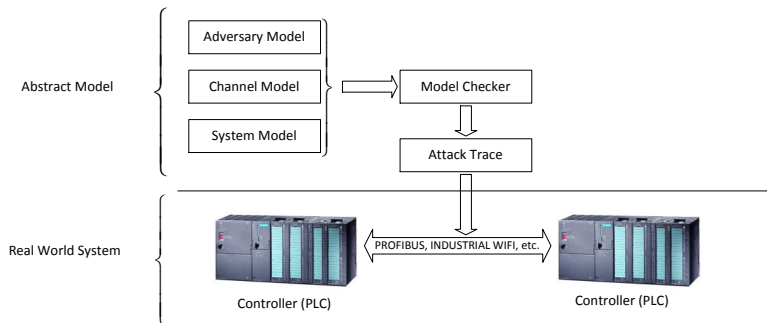 Adversary Model
Abstract Model
Channel Model
Model Checker
System Model
Attack Trace
Real World System
PROFIBUS, INDUSTRIAL WIFI, etc.
Controller (PLC)
Controller (PLC)